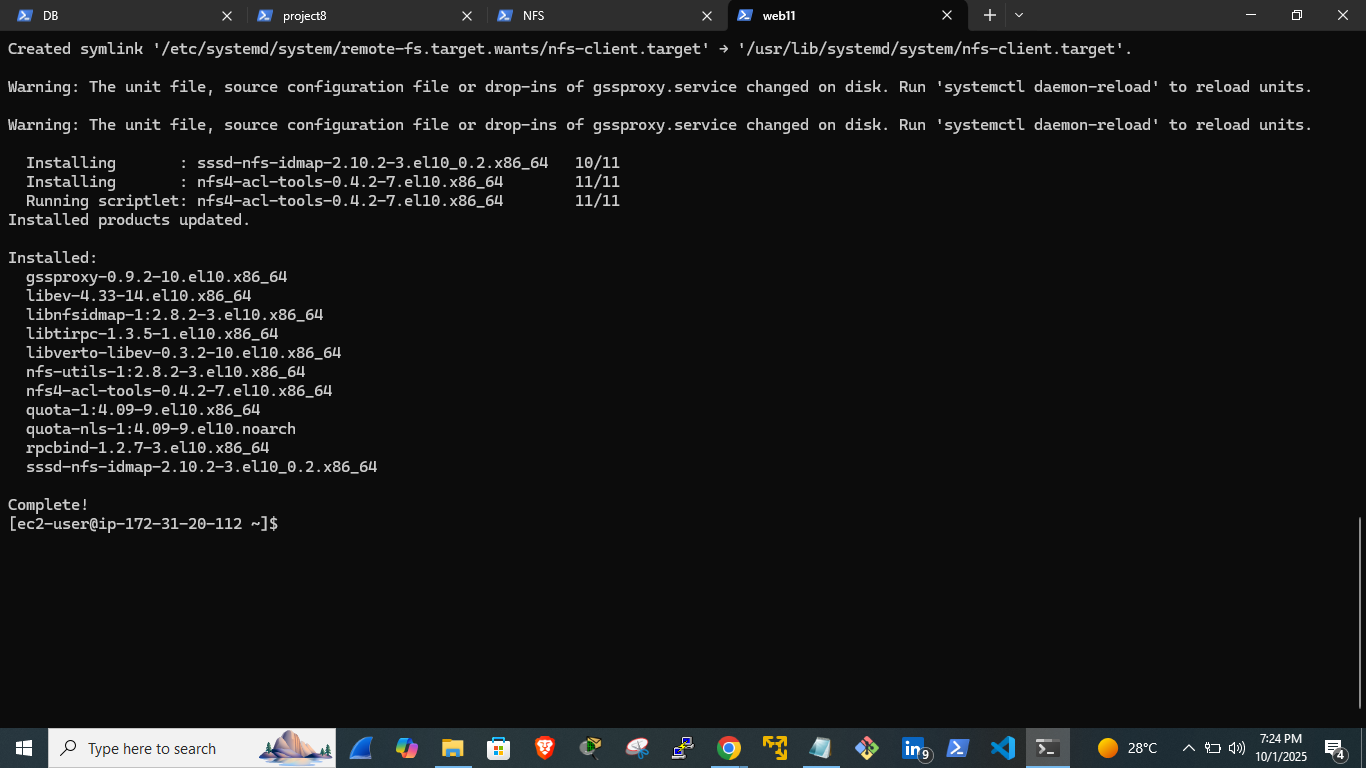 DB
project8
NFS
web11
Created symlink '/etc/systemd/system/remote-fs.target.wants/nfs-client.target' → '/usr/lib/systemd/system/nfs-client.target'.
Warning: The unit file, source configuration file or drop-ins of gssproxy.service changed on disk. Run 'systemctl daemon-reload' to reload units.
Warning: The unit file, source configuration file or drop-ins of gssproxy.service changed on disk. Run 'systemctl daemon-reload' to reload units.
Installing : sssd-nfs-idmap-2.10.2-3.el10_0.2.x86_64 10/11
Installing : nfs4-acl-tools-0.4.2-7.el10.x86_64 11/11
Running scriptlet: nfs4-acl-tools-0.4.2-7.el10.x86_64 11/11
Installed products updated.
Installed:
gssproxy-0.9.2-10.el10.x86_64
libev-4.33-14.el10.x86_64
libnfsidmap-1:2.8.2-3.el10.x86_64
libtirpc-1.3.5-1.el10.x86_64
libverto-libev-0.3.2-10.el10.x86_64
nfs-utils-1:2.8.2-3.el10.x86_64
nfs4-acl-tools-0.4.2-7.el10.x86_64
quota-1:4.09-9.el10.x86_64
quota-nls-1:4.09-9.el10.noarch
rpcbind-1.2.7-3.el10.x86_64
sssd-nfs-idmap-2.10.2-3.el10_0.2.x86_64
Complete!
[ec2-user@ip-172-31-20-112 ~]$
Type here to search
9
28°C
7:24 PM
10/1/2025
4